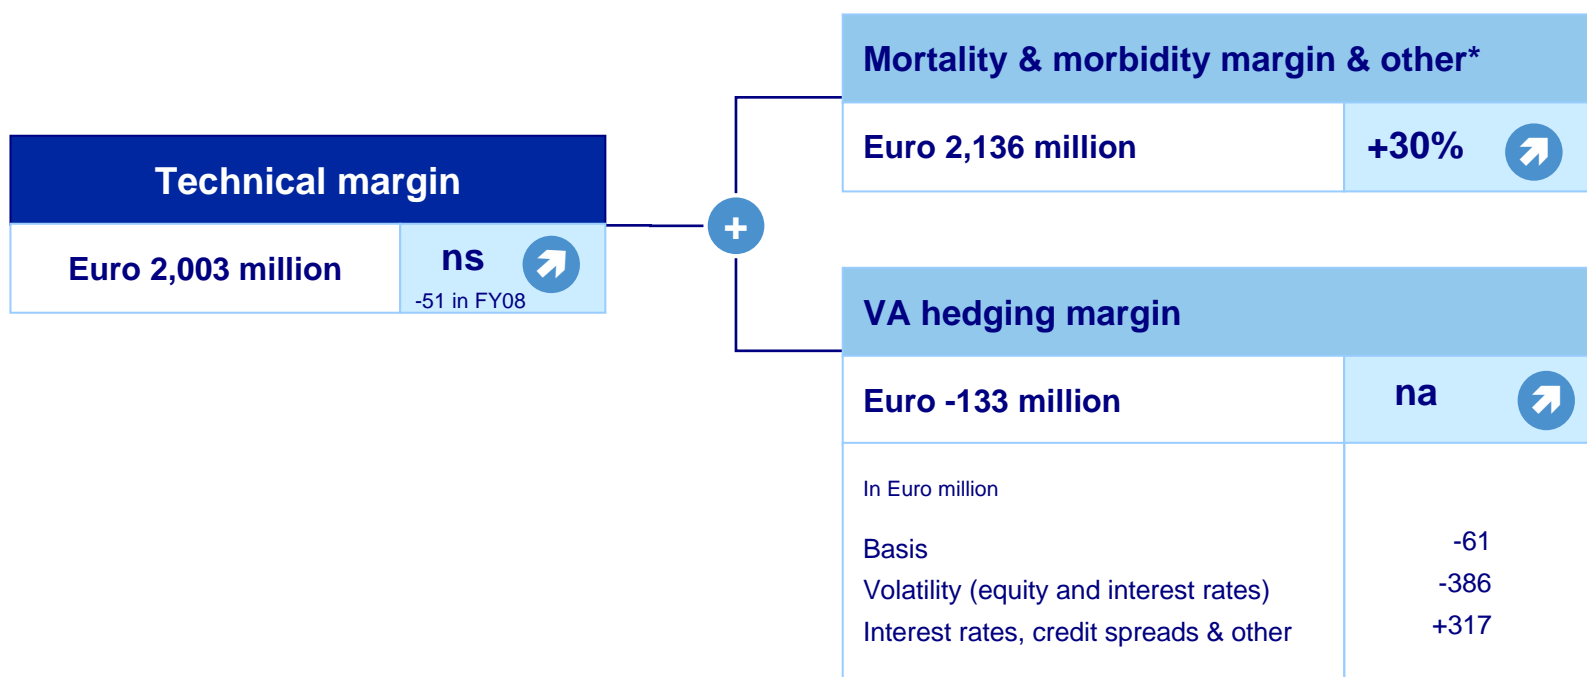 Technical margin
Euro 2,003 million
ns
-51 in FY08
+
Mortality & morbidity margin & other*
Euro 2,136 million
+30%
VA hedging margin
Euro -133 million
na
In Euro million
Basis -61
Volatility (equity and interest rates) -386
Interest rates, credit spreads & other +317